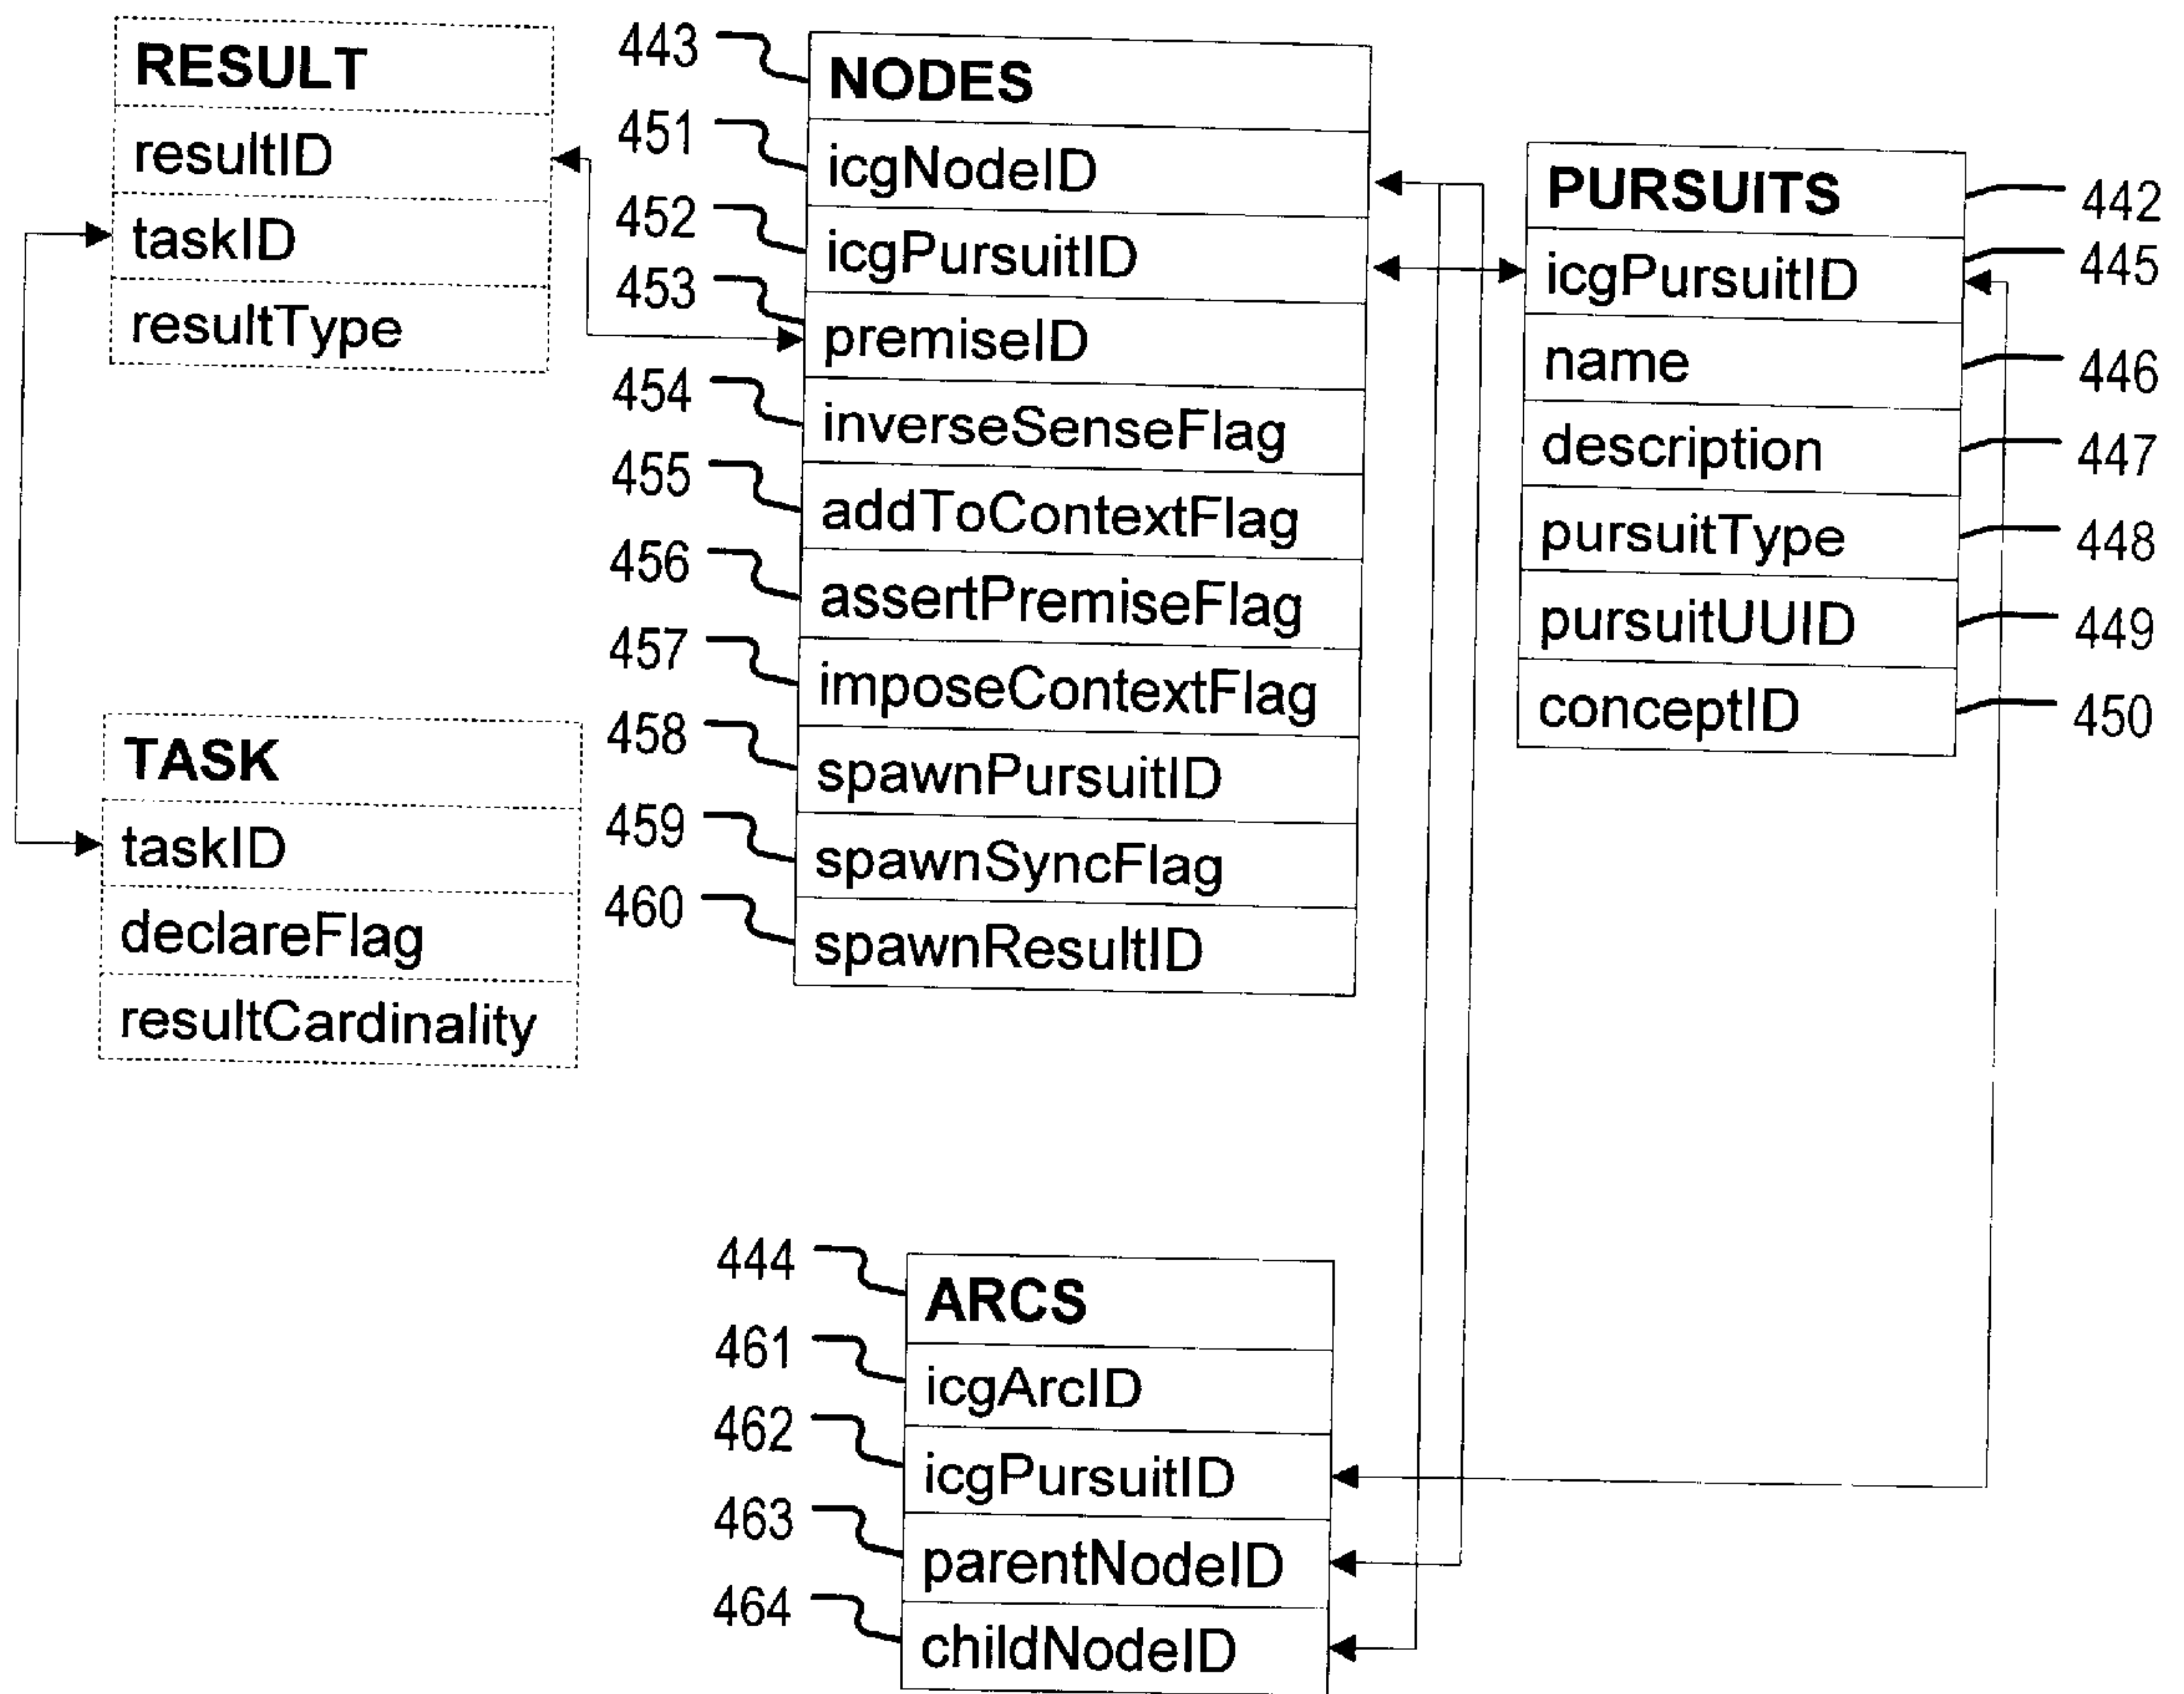 RESULT
resultID
taskID
resultType
TASK
taskID
declareFlag
resultCardinality
443
NODES
451
icgNodeID
452
icgPursuitID
453
premiseID
454
inverseSenseFlag
455
addToContextFlag
456
assertPremiseFlag
457
imposeContextFlag
458
spawnPursuitID
459
spawnSyncFlag
460
spawnResultID
PURSUITS
442
icgPursuitID
445
name
446
description
447
pursuitType
448
pursuitUUID
449
conceptID
450
444
ARCS
461
icgArcID
462
icgPursuitID
463
parentNodeID
464
childNodeID